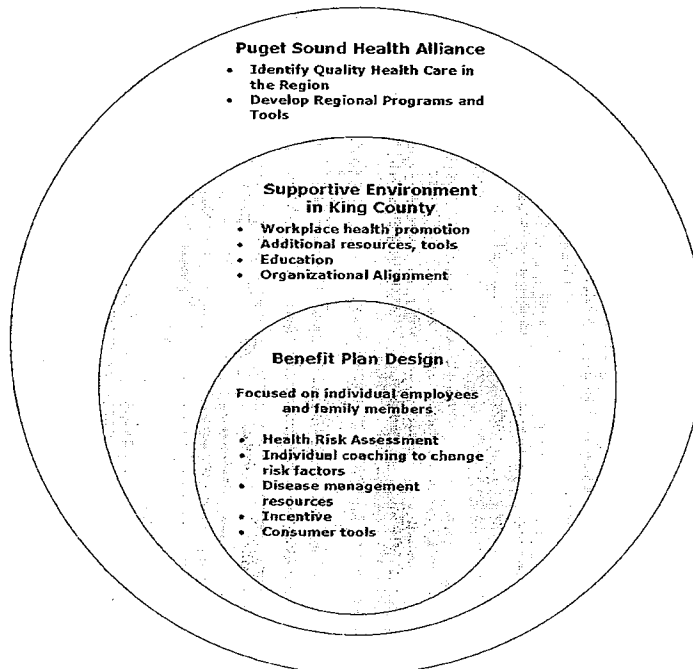 Puget Sound Health Alliance
• Identify Quality Health Care in
the Region
• Develop Regional Programs and
Tools
Supportive Environment
in King County
• Workplace health promotion
• Additional resources, tools
• Education
• Organizational Alignment
Benefit Plan Design
Focused on individual employees
and family members
• Health Risk Assessment
• Individual coaching to change
risk factors
• Disease management
resources
• Incentive
• Consumer tools